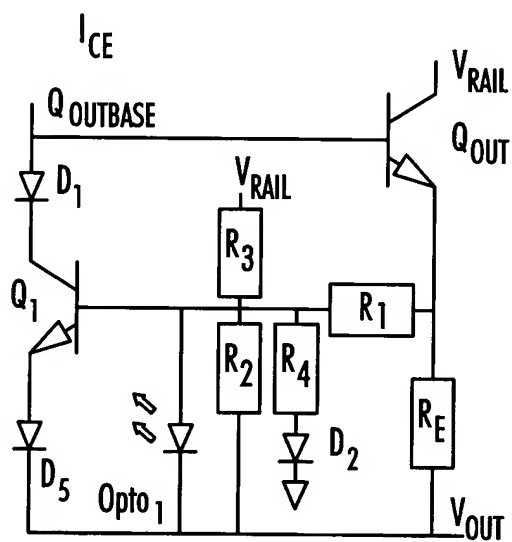 I_CE
V_RAIL
Q_OUTBASE
Q_OUT
D_1
V_RAIL
R_3
Q_1
R_1
R_2
R_4
R_E
D_2
D_5
Opto_1
V_OUT